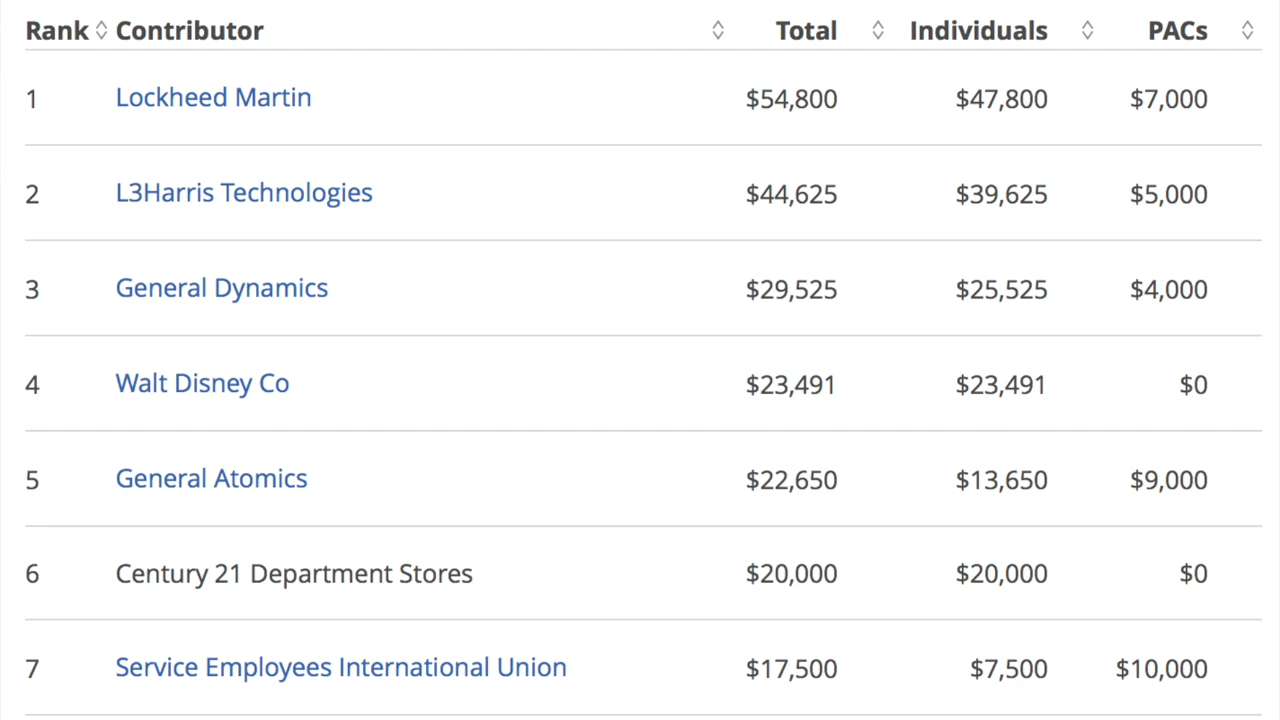 Rank Contributor Total Individuals PACs
1 Lockheed Martin $54,800 $47,800 $7,000
2 L3Harris Technologies $44,625 $39,625 $5,000
3 General Dynamics $29,525 $25,525 $4,000
4 Walt Disney Co $23,491 $23,491 $0
5 General Atomics $22,650 $13,650 $9,000
6 Century 21 Department Stores $20,000 $20,000 $0
7 Service Employees International Union $17,500 $7,500 $10,000